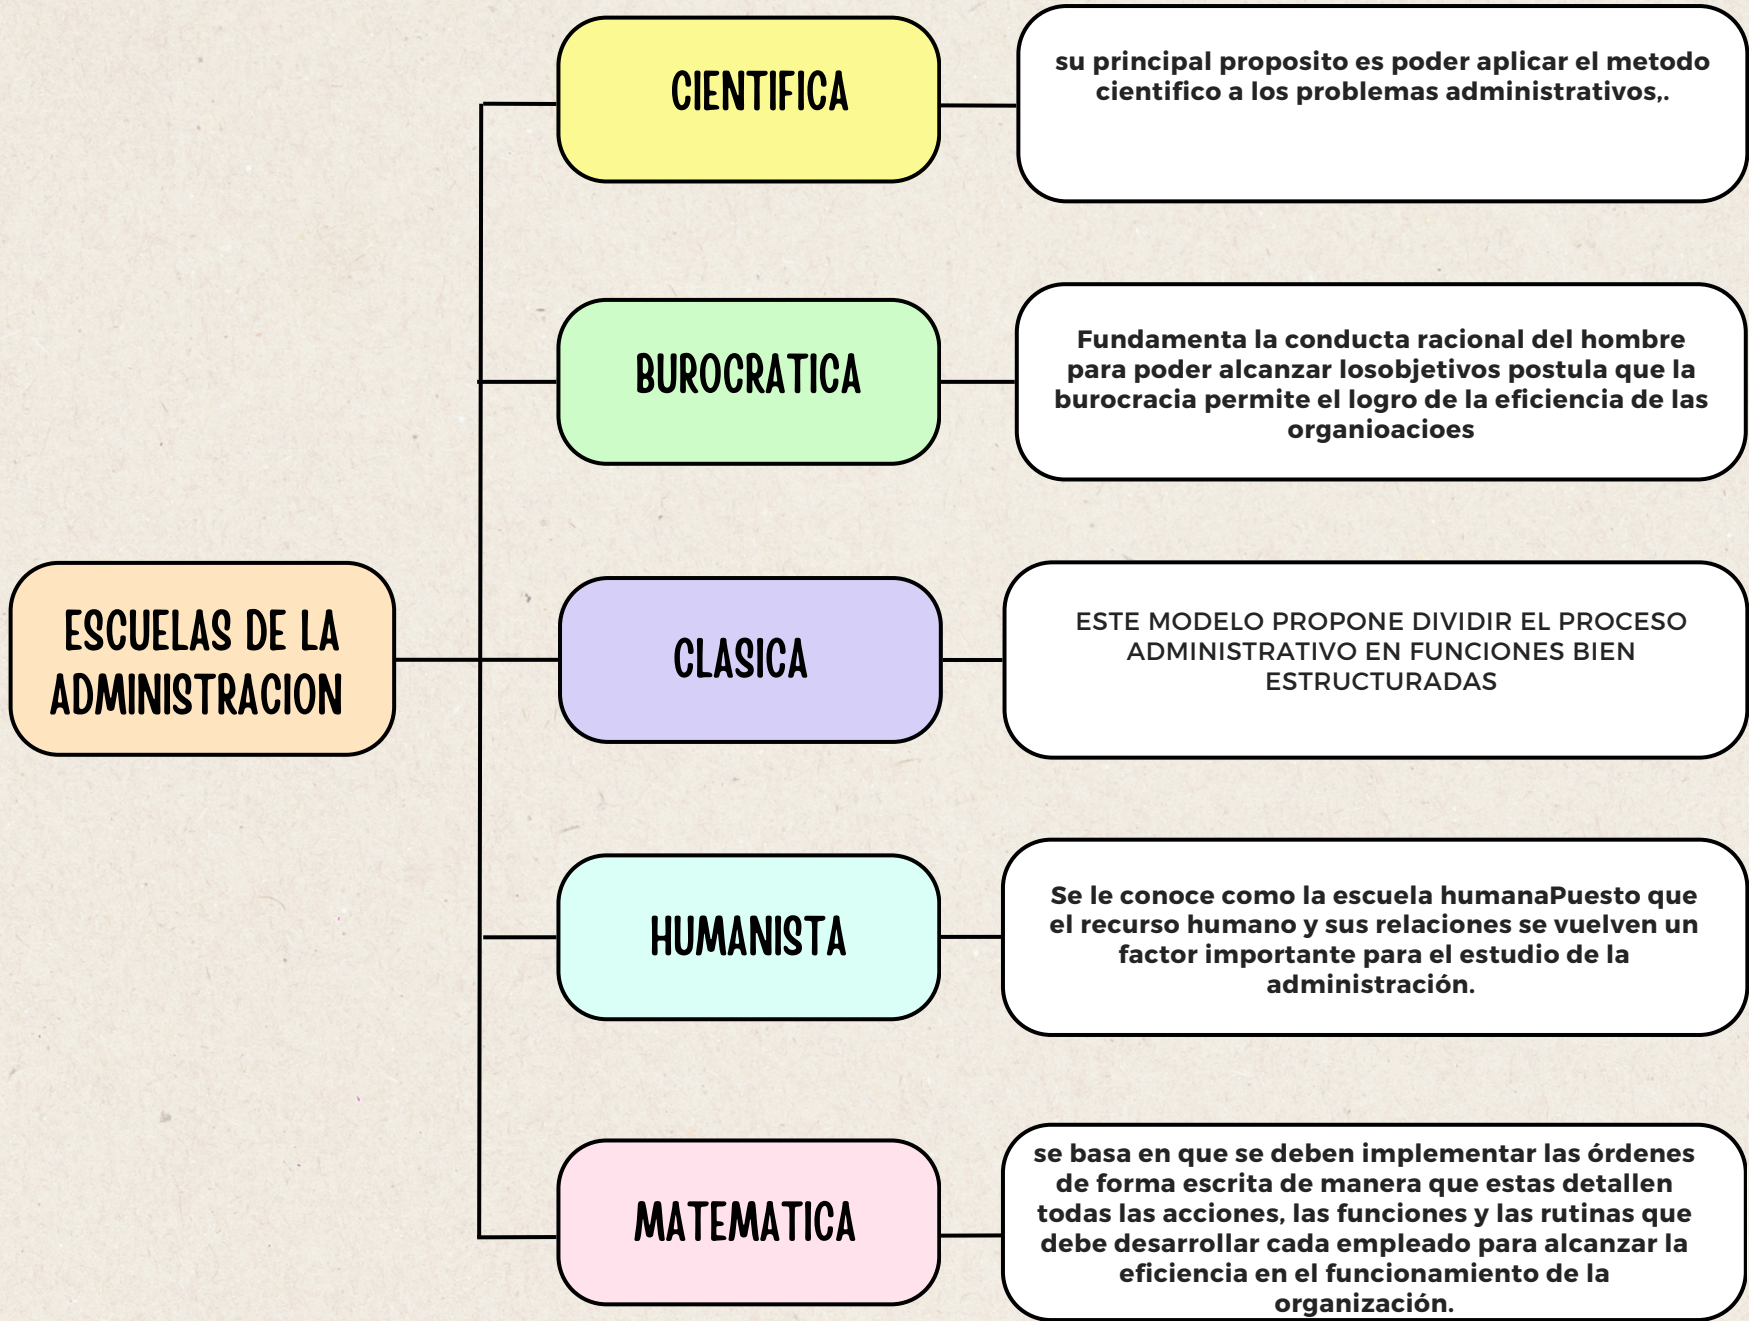 CIENTIFICA
su principal proposito es poder aplicar el metodo
cientifico a los problemas administrativos,.
BUROCRATICA
Fundamenta la conducta racional del hombre
para poder alcanzar losobjetivos postula que la
burocracia permite el logro de la eficiencia de las
organioacioes
ESCUELAS DE LA
ADMINISTRACION
CLASICA
ESTE MODELO PROPONE DIVIDIR EL PROCESO
ADMINISTRATIVO EN FUNCIONES BIEN
ESTRUCTURADAS
HUMANISTA
Se le conoce como la escuela humanaPuesto que
el recurso humano y sus relaciones se vuelven un
factor importante para el estudio de la
administración.
MATEMATICA
se basa en que se deben implementar las órdenes
de forma escrita de manera que estas detallen
todas las acciones, las funciones y las rutinas que
debe desarrollar cada empleado para alcanzar la
eficiencia en el funcionamiento de la
organización.